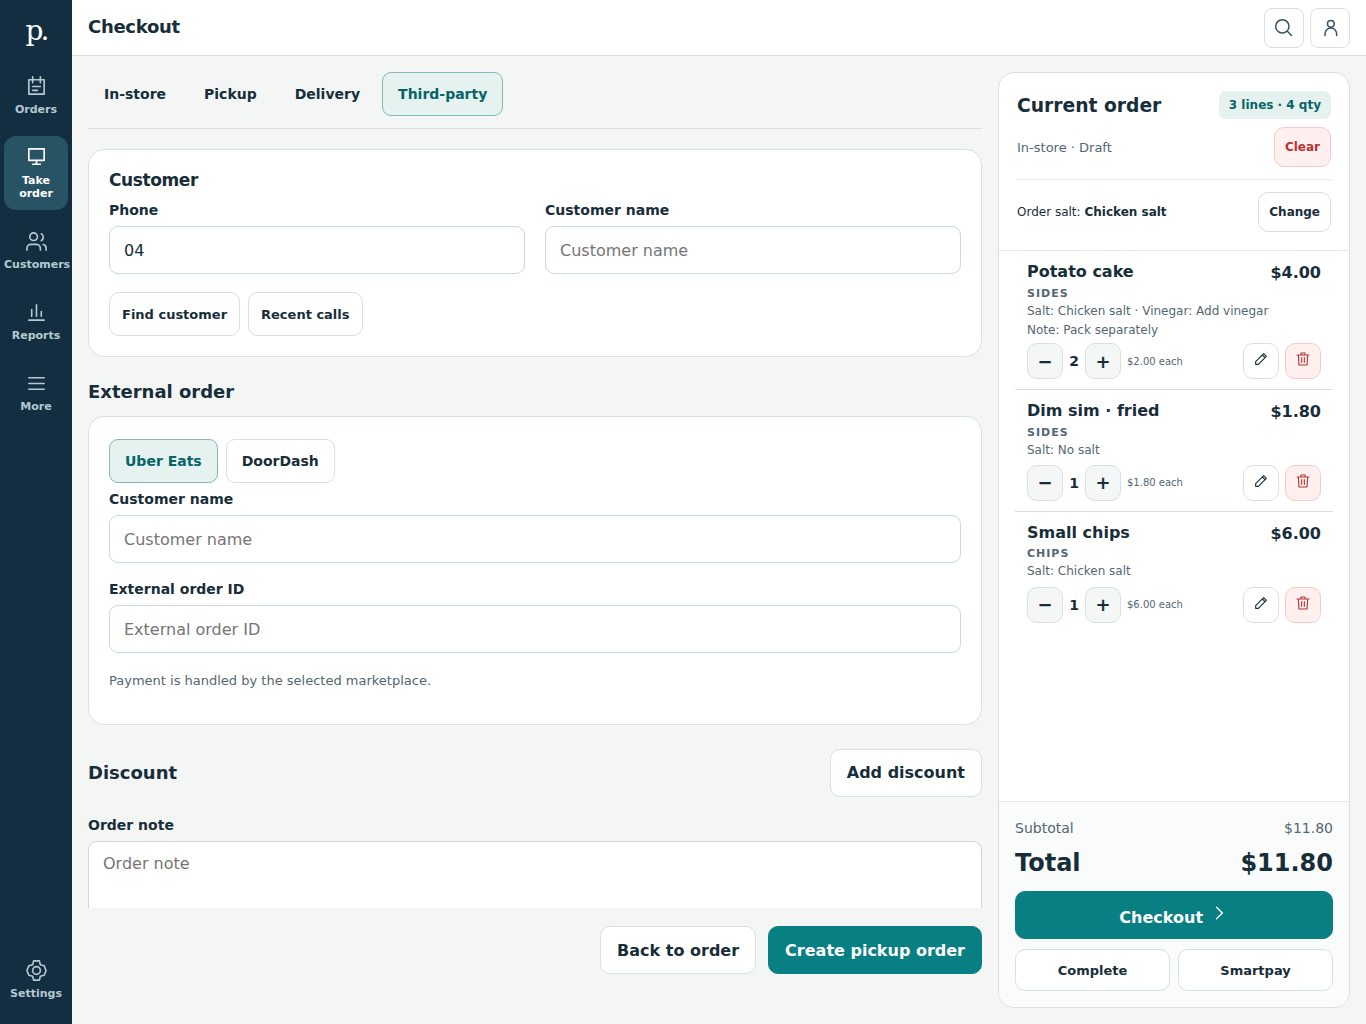 p.
Orders
Take
order
Customers
Reports
More
Settings
Checkout
In-store
Pickup
Delivery
Third-party
Customer
Phone
Customer name
04
Customer name
Find customer
Recent calls
External order
Uber Eats
DoorDash
Customer name
Customer name
External order ID
External order ID
Payment is handled by the selected marketplace.
Discount
Add discount
Order note
Order note
Back to order
Create pickup order
Current order
3 lines · 4 qty
In-store · Draft
Clear
Order salt: Chicken salt
Change
Potato cake
$4.00
SIDES
Salt: Chicken salt · Vinegar: Add vinegar
Note: Pack separately
− 2 + $2.00 each
Dim sim · fried
$1.80
SIDES
Salt: No salt
− 1 + $1.80 each
Small chips
$6.00
CHIPS
Salt: Chicken salt
− 1 + $6.00 each
Subtotal
$11.80
Total
$11.80
Checkout
Complete
Smartpay